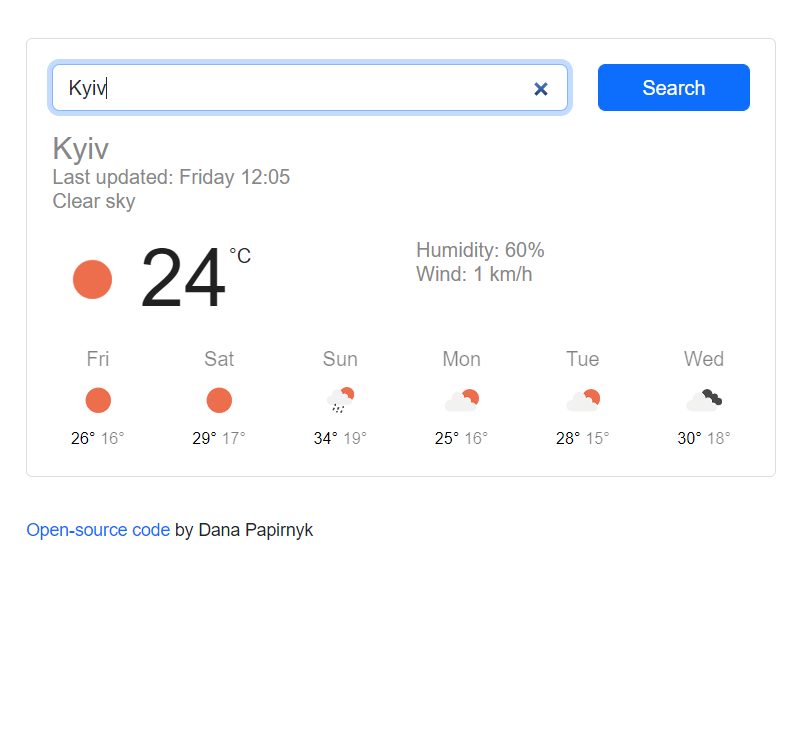 Kyiv
Search
Kyiv
Last updated: Friday 12:05
Clear sky
24 °C
Humidity: 60%
Wind: 1 km/h
Fri Sat Sun Mon Tue Wed
26° 16° 29° 17° 34° 19° 25° 16° 28° 15° 30° 18°
Open-source code by Dana Papirnyk